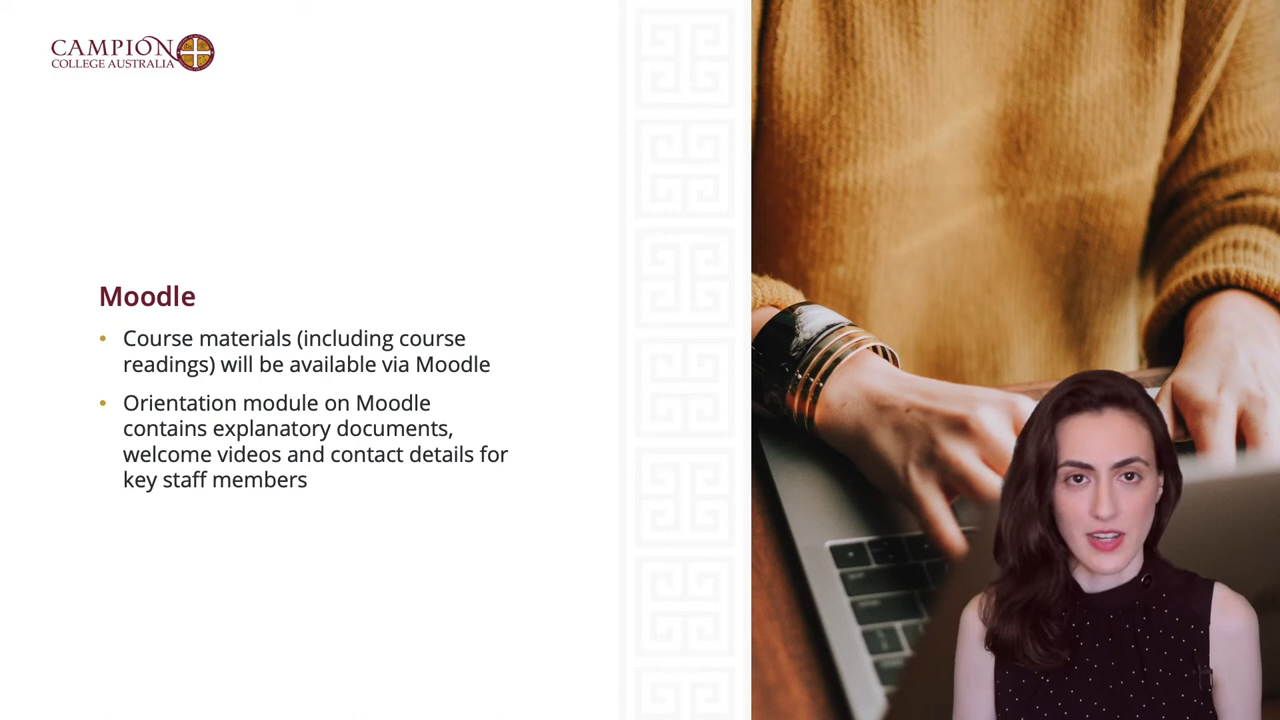 CAMPION
COLLEGE AUSTRALIA
Moodle
• Course materials (including course
readings) will be available via Moodle
• Orientation module on Moodle
contains explanatory documents,
welcome videos and contact details for
key staff members